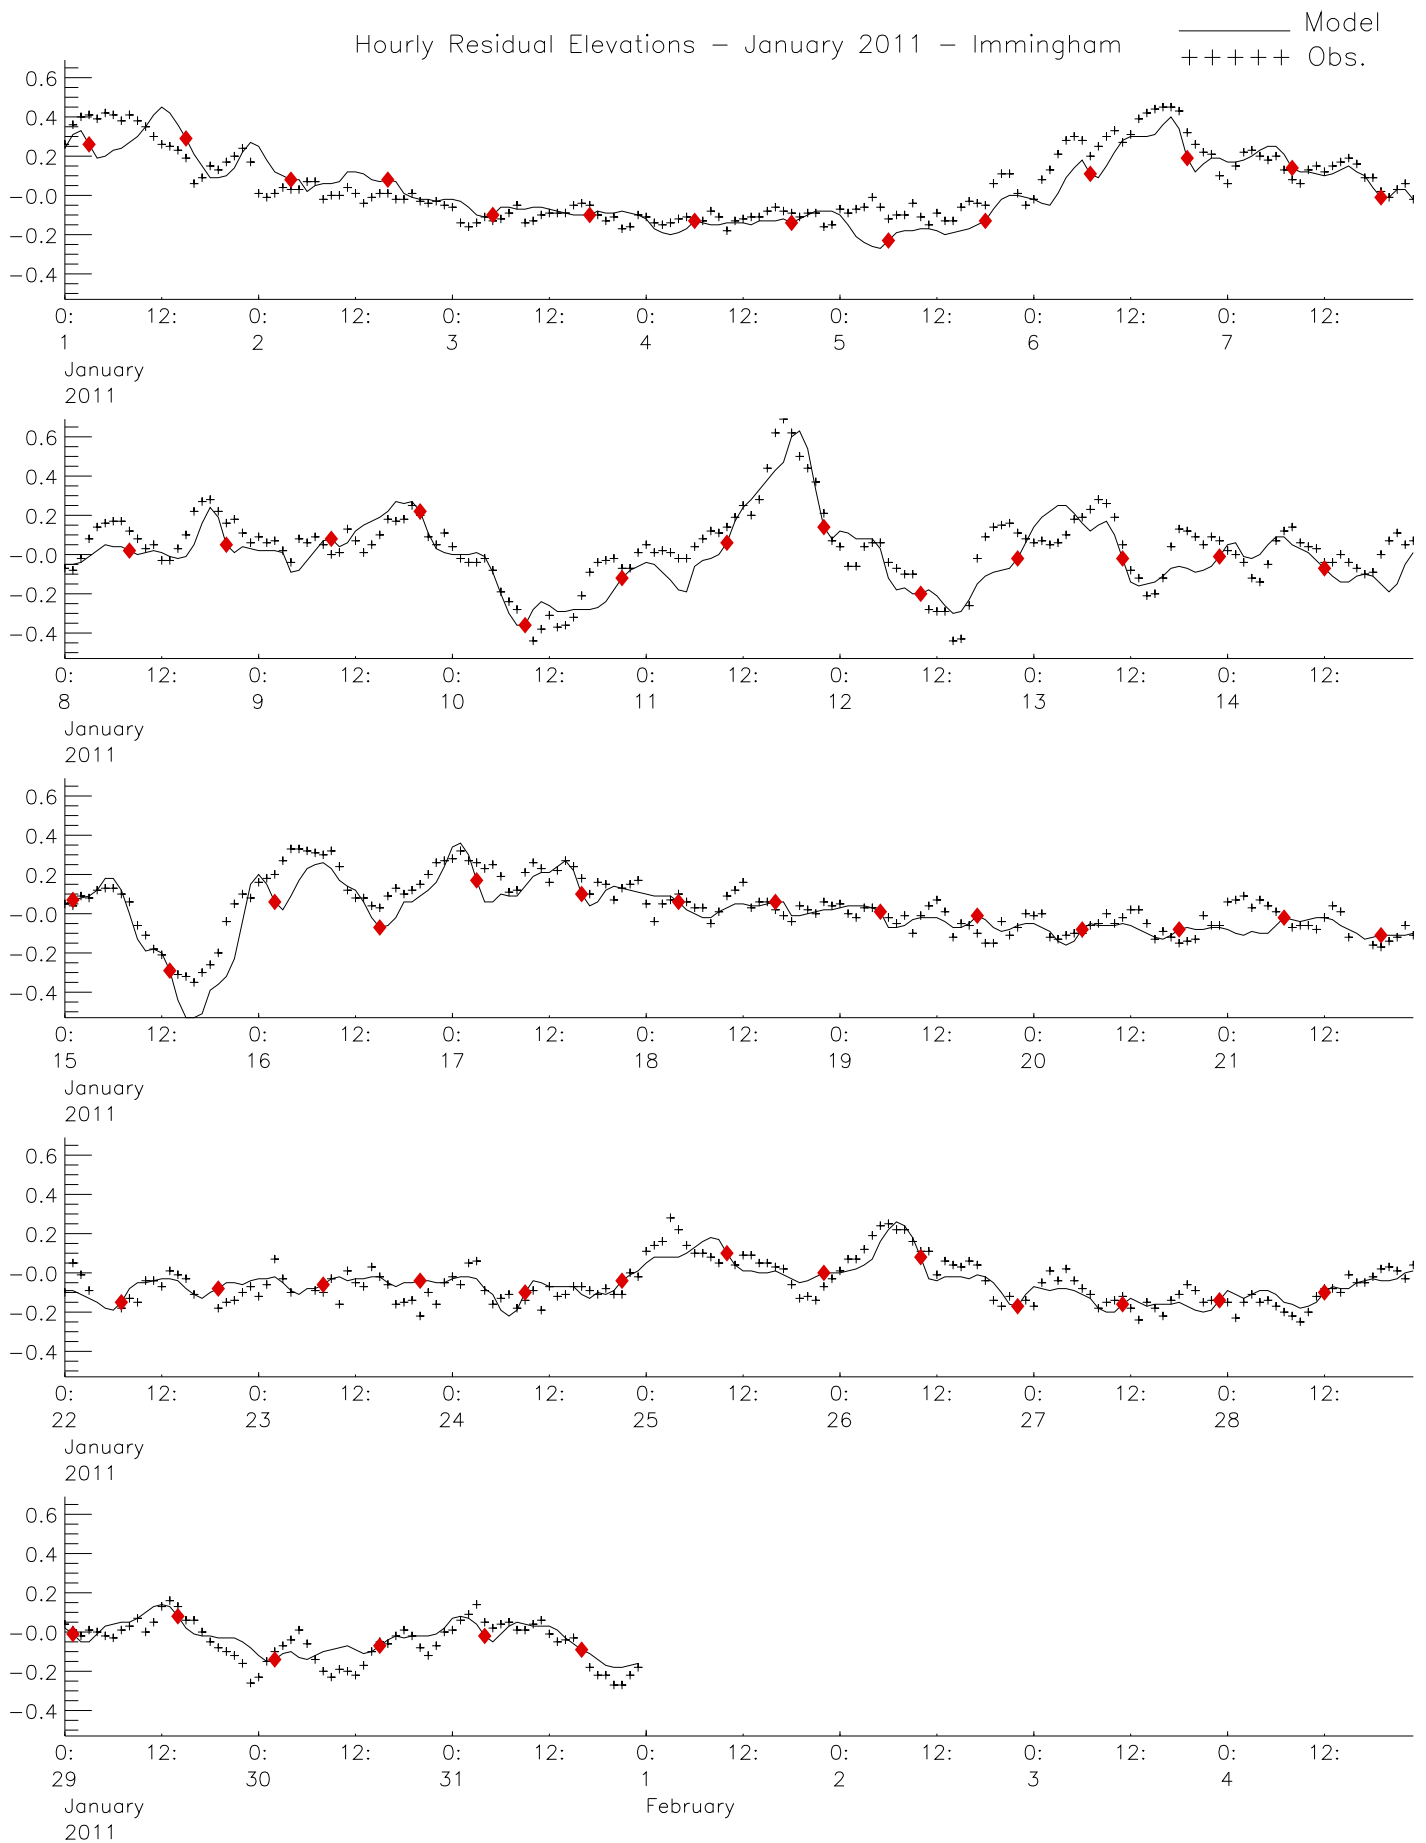 Hourly Residual Elevations – January 2011 – Immingham
Model
+++++ Obs.
0.6
0.4
0.2
−0.0
−0.2
−0.4
0: 12: 0: 12: 0: 12: 0: 12: 0: 12: 0: 12: 0: 12:
1 2 3 4 5 6 7
January
2011
0.6
0.4
0.2
−0.0
−0.2
−0.4
0: 12: 0: 12: 0: 12: 0: 12: 0: 12: 0: 12: 0: 12:
8 9 10 11 12 13 14
January
2011
0.6
0.4
0.2
−0.0
−0.2
−0.4
0: 12: 0: 12: 0: 12: 0: 12: 0: 12: 0: 12: 0: 12:
15 16 17 18 19 20 21
January
2011
0.6
0.4
0.2
−0.0
−0.2
−0.4
0: 12: 0: 12: 0: 12: 0: 12: 0: 12: 0: 12: 0: 12:
22 23 24 25 26 27 28
January
2011
0.6
0.4
0.2
−0.0
−0.2
−0.4
0: 12: 0: 12: 0: 12: 0: 12: 0: 12: 0: 12: 0: 12:
29 30 31 1 2 3 4
January February
2011